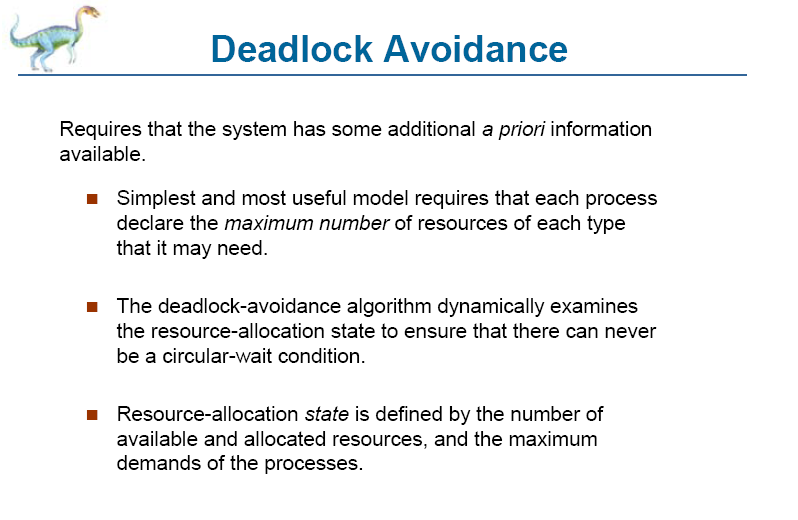 Deadlock Avoidance
Requires that the system has some additional a priori information
available.
Simplest and most useful model requires that each process
declare the maximum number of resources of each type
that it may need.
The deadlock-avoidance algorithm dynamically examines
the resource-allocation state to ensure that there can never
be a circular-wait condition.
Resource-allocation state is defined by the number of
available and allocated resources, and the maximum
demands of the processes.